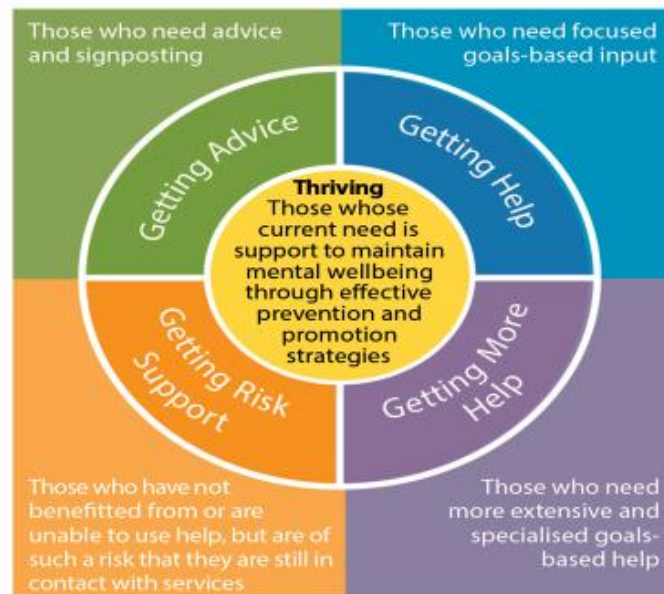 Those who need advice
and signposting
Those who need focused
goals-based input
Getting Advice
Getting Help
Thriving
Those whose
current need is
support to maintain
mental wellbeing
through effective
prevention and
promotion
strategies
Getting Risk
Support
Getting More
Help
Those who have not
benefitted from or are
unable to use help, but are of
such a risk that they are still in
contact with services
Those who need
more extensive and
specialised goals-
based help